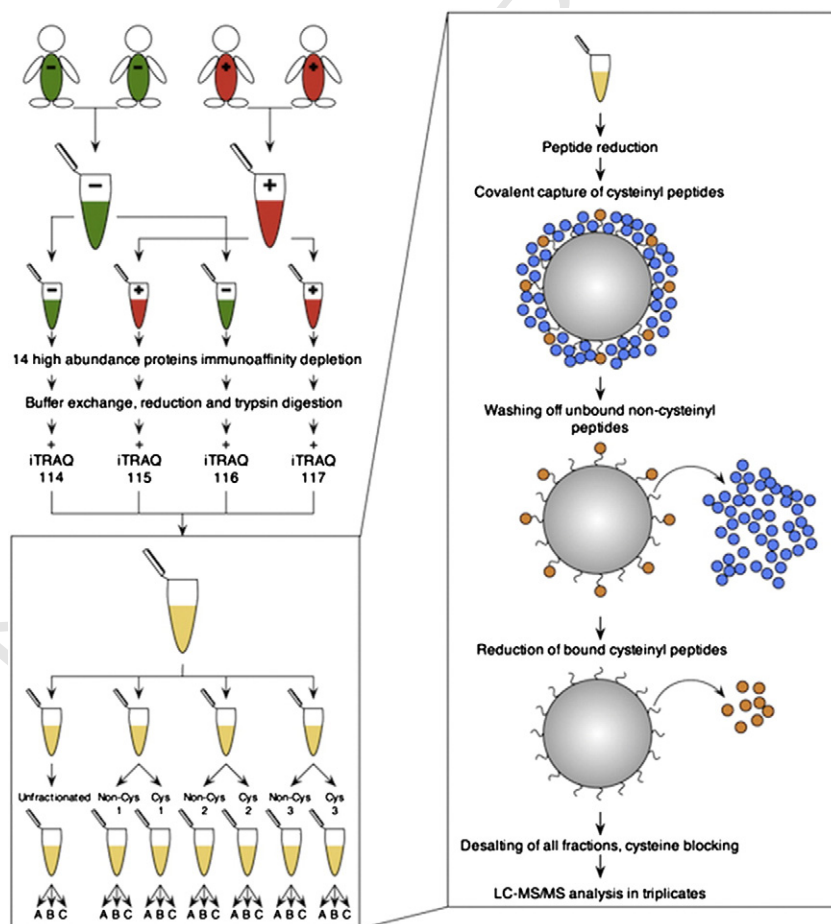 − − + +
− +
− + − +
14 high abundance proteins immunoaffinity depletion
Buffer exchange, reduction and trypsin digestion
+ + + +
iTRAQ iTRAQ iTRAQ iTRAQ
114 115 116 117
Unfractionated Non-Cys Cys Non-Cys Cys Non-Cys Cys
1 1 2 2 3 3
A B C A B C A B C A B C A B C A B C A B C
Peptide reduction
Covalent capture of cysteinyl peptides
Washing off unbound non-cysteinyl
peptides
Reduction of bound cysteinyl peptides
Desalting of all fractions, cysteine blocking
LC-MS/MS analysis in triplicates